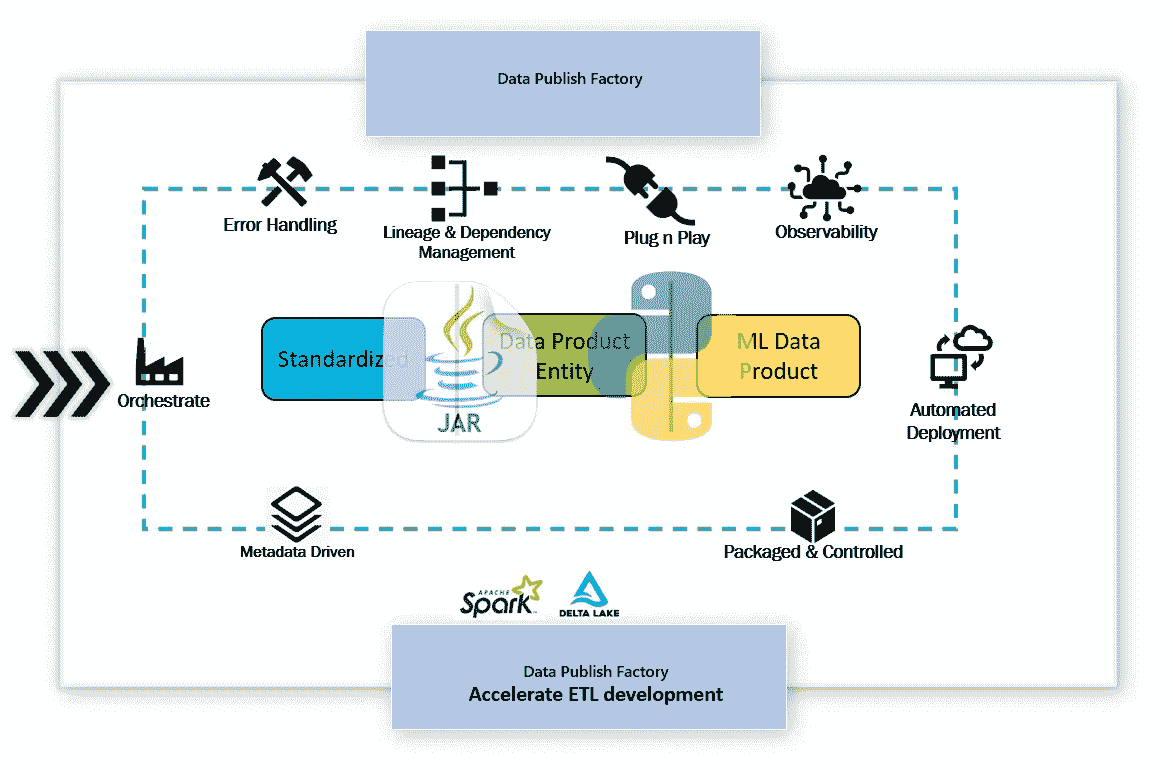 Data Publish Factory
Error Handling
Lineage & Dependency
Management
Plug n Play
Observability
Standardized
JAR
Data Product
Entity
ML Data
Product
Orchestrate
Automated
Deployment
Metadata Driven
Packaged & Controlled
APACHE
Spark™
DELTA LAKE
Data Publish Factory
Accelerate ETL development